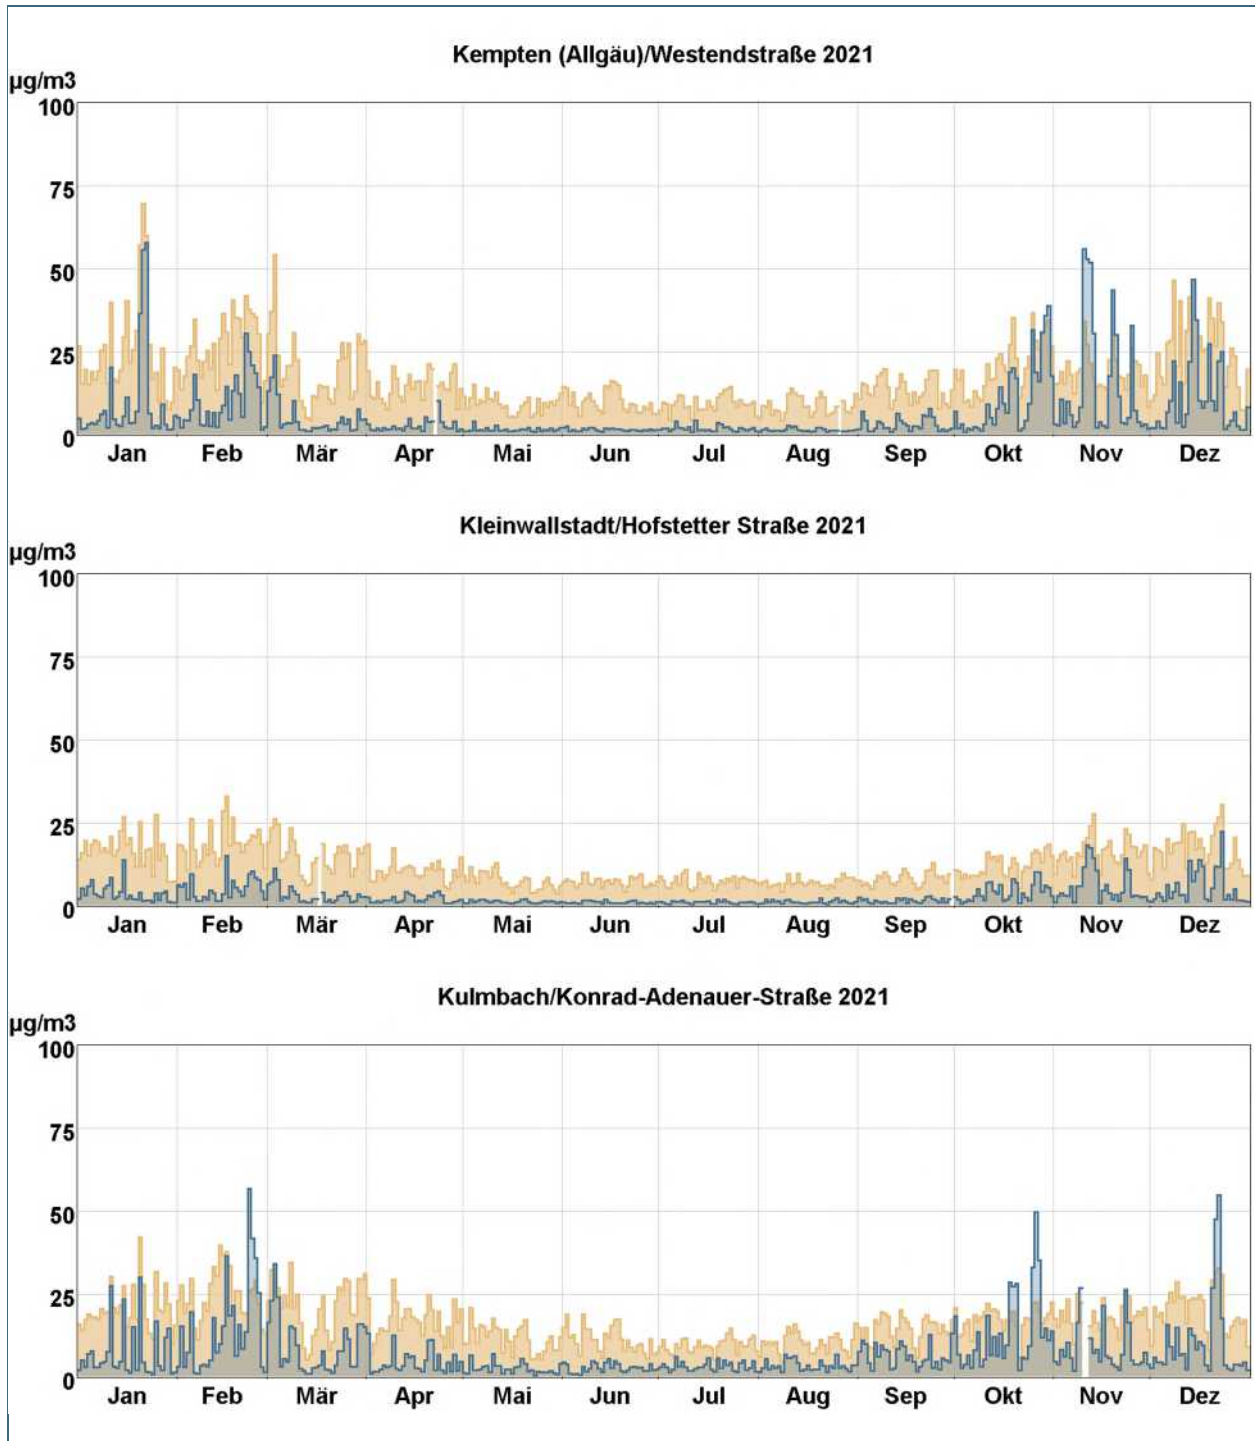 Kempten (Allgäu)/Westendstraße 2021
µg/m3
100
75
50
25
0
Jan Feb Mär Apr Mai Jun Jul Aug Sep Okt Nov Dez
Kleinwallstadt/Hofstetter Straße 2021
µg/m3
100
75
50
25
0
Jan Feb Mär Apr Mai Jun Jul Aug Sep Okt Nov Dez
Kulmbach/Konrad-Adenauer-Straße 2021
µg/m3
100
75
50
25
0
Jan Feb Mär Apr Mai Jun Jul Aug Sep Okt Nov Dez